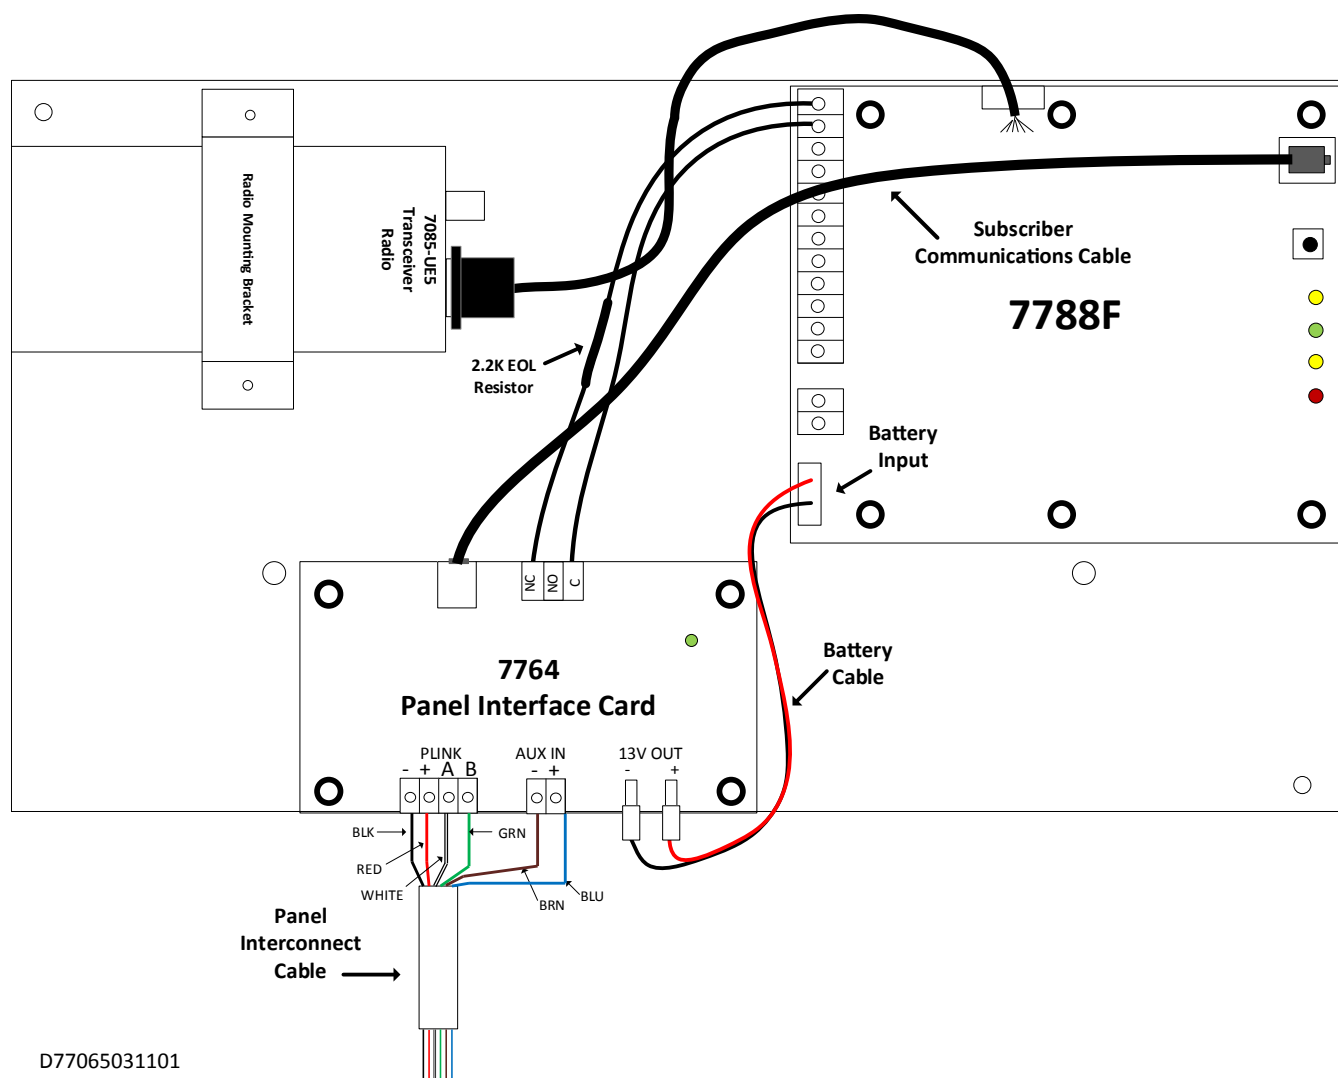 Radio Mounting Bracket
7085-UE5
Transceiver
Radio
Subscriber
Communications Cable
7788F
2.2K EOL
Resistor
Battery
Input
NC
NO
C
7764
Panel Interface Card
Battery
Cable
PLINK
- + A B
AUX IN
- +
13V OUT
- +
BLK
GRN
RED
WHITE
BRN
BLU
Panel
Interconnect
Cable
D77065031101